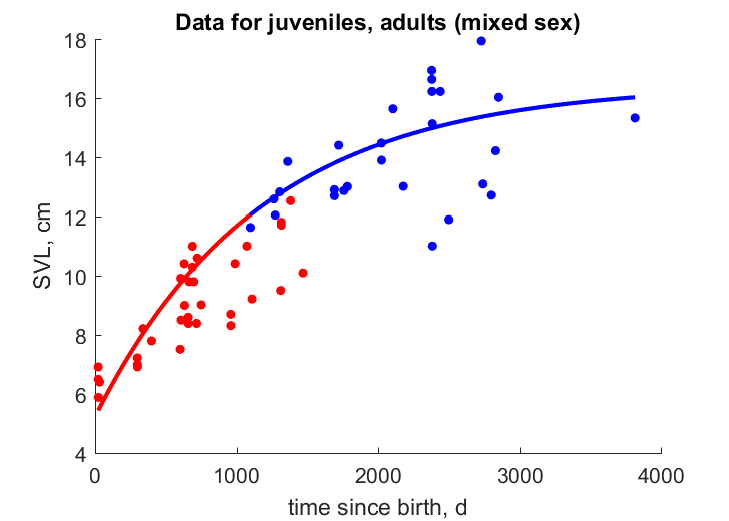 Data for juveniles, adults (mixed sex)
18
16
14
12
10
8
6
4
SVL, cm
0 1000 2000 3000 4000
time since birth, d